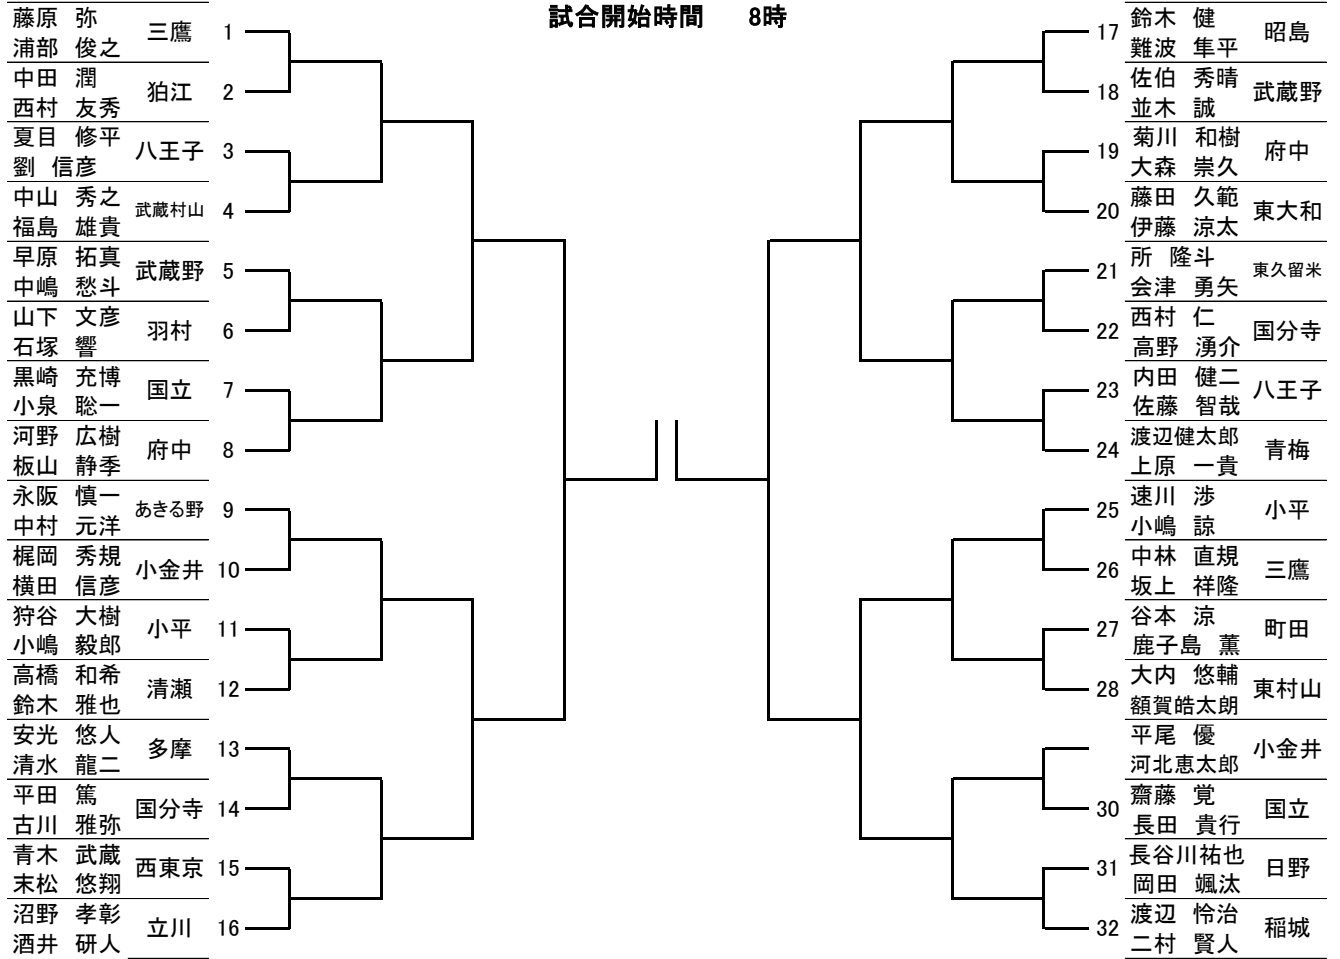 試合開始時間 8時
藤原 弥
浦部 俊之
三鷹 1
中田 潤
西村 友秀
狛江 2
夏目 修平
劉 信彦
八王子 3
中山 秀之
福島 雄貴
武蔵村山 4
早原 拓真
中嶋 愁斗
武蔵野 5
山下 文彦
石塚 響
羽村 6
黒崎 充博
小泉 聡一
国立 7
河野 広樹
板山 静季
府中 8
永阪 慎一
中村 元洋
あきる野 9
梶岡 秀規
横田 信彦
小金井 10
狩谷 大樹
小嶋 毅郎
小平 11
高橋 和希
鈴木 雅也
清瀬 12
安光 悠人
清水 龍二
多摩 13
平田 篤
古川 雅弥
国分寺 14
青木 武蔵
末松 悠翔
西東京 15
沼野 孝彰
酒井 研人
立川 16
17 鈴木 健
難波 隼平
昭島
18 佐伯 秀晴
並木 誠
武蔵野
19 菊川 和樹
大森 崇久
府中
20 藤田 久範
伊藤 涼太
東大和
21 所 隆斗
会津 勇矢
東久留米
22 西村 仁
高野 湧介
国分寺
23 内田 健二
佐藤 智哉
八王子
24 渡辺健太郎
上原 一貴
青梅
25 速川 渉
小嶋 諒
小平
26 中林 直規
坂上 祥隆
三鷹
27 谷本 涼
鹿子島 薫
町田
28 大内 悠輔
額賀皓太朗
東村山
平尾 優
河北恵太郎
小金井
30 齋藤 覚
長田 貴行
国立
31 長谷川祐也
岡田 颯汰
日野
32 渡辺 怜治
二村 賢人
稲城